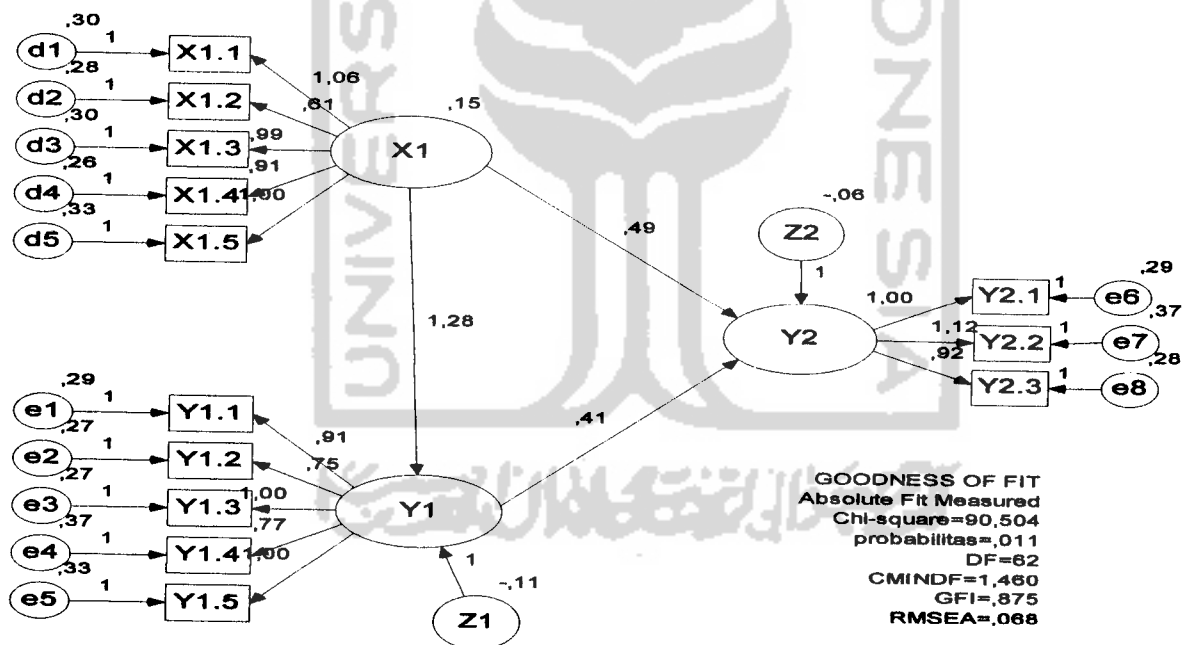 ,30
d1 1 X1.1
,28
d2 1 X1.2
,30
d3 1 X1.3
,26
d4 1 X1.4
,33
d5 1 X1.5
1,06
,61
,99
,91
1,00
,15
X1
,49
1,28
~,06
Z2
1
Y2
1,00
1,12
,92
Y2.1 1 e6 ,29
Y2.2 1 e7 ,37
Y2.3 1 e8 ,28
,29
e1 1 Y1.1
,27
e2 1 Y1.2
,27
e3 1 Y1.3
,37
e4 1 Y1.4
,33
e5 1 Y1.5
,91
,75
1,00
,77
1,00
Y1
,41
1
~,11
Z1
GOODNESS OF FIT
Absolute Fit Measured
Chi-square=90,504
probabilitas=,011
DF=62
CMINDF=1,460
GFI=,875
RMSEA=,068
UNIVERS
ONESIA